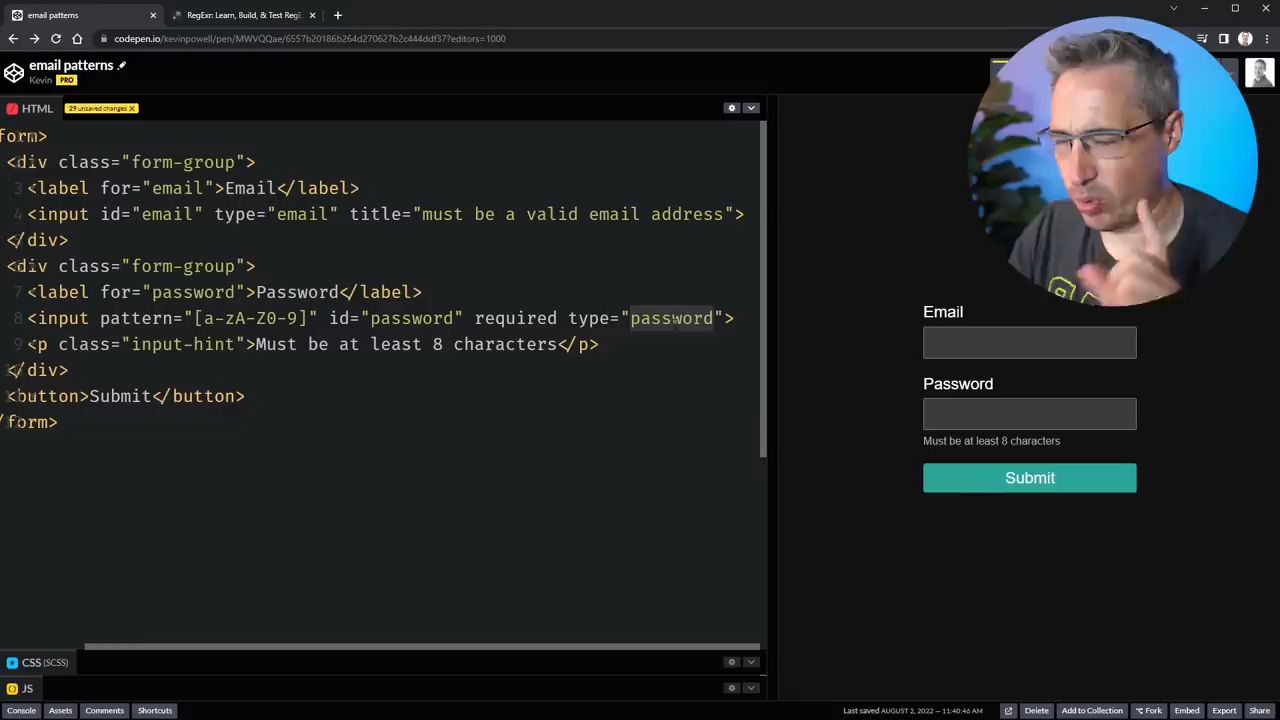 email patterns
RegExr: Learn, Build, & Test RegE
codepen.io/kevinpowell/pen/MWVQQae/6557b20186b264d270627b2c444ddf37?editors=1000
email patterns
Kevin PRO
HTML 29 unsaved changes X
form>
<div class="form-group">
3 <label for="email">Email</label>
4 <input id="email" type="email" title="must be a valid email address">
</div>
<div class="form-group">
7 <label for="password">Password</label>
8 <input pattern="[a-zA-Z0-9]" id="password" required type="password">
9 <p class="input-hint">Must be at least 8 characters</p>
</div>
<button>Submit</button>
/form>
Email
Password
Must be at least 8 characters
Submit
CSS (SCSS)
JS
Console Assets Comments Shortcuts
Last saved AUGUST 2, 2022 — 11:40:46 AM
Delete Add to Collection Fork Embed Export Share